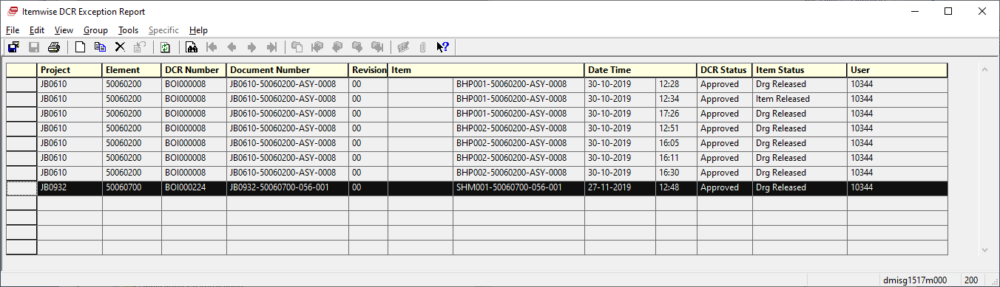 Itemwise DCR Exception Report
File Edit View Group Tools Specific Help
Project Element DCR Number Document Number Revision Item Date Time DCR Status Item Status User
JB0610 50060200 BOI000008 JB0610-50060200-ASY-0008 00 BHP001-50060200-ASY-0008 30-10-2019 12:28 Approved Drg Released 10344
JB0610 50060200 BOI000008 JB0610-50060200-ASY-0008 00 BHP001-50060200-ASY-0008 30-10-2019 12:34 Approved Item Released 10344
JB0610 50060200 BOI000008 JB0610-50060200-ASY-0008 00 BHP001-50060200-ASY-0008 30-10-2019 17:26 Approved Drg Released 10344
JB0610 50060200 BOI000008 JB0610-50060200-ASY-0008 00 BHP002-50060200-ASY-0008 30-10-2019 12:51 Approved Drg Released 10344
JB0610 50060200 BOI000008 JB0610-50060200-ASY-0008 00 BHP002-50060200-ASY-0008 30-10-2019 16:05 Approved Drg Released 10344
JB0610 50060200 BOI000008 JB0610-50060200-ASY-0008 00 BHP002-50060200-ASY-0008 30-10-2019 16:11 Approved Drg Released 10344
JB0610 50060200 BOI000008 JB0610-50060200-ASY-0008 00 BHP002-50060200-ASY-0008 30-10-2019 16:30 Approved Drg Released 10344
JB0932 50060700 BOI000224 JB0932-50060700-056-001 00 SHM001-50060700-056-001 27-11-2019 12:48 Approved Drg Released 10344
dmisg1517m000 200